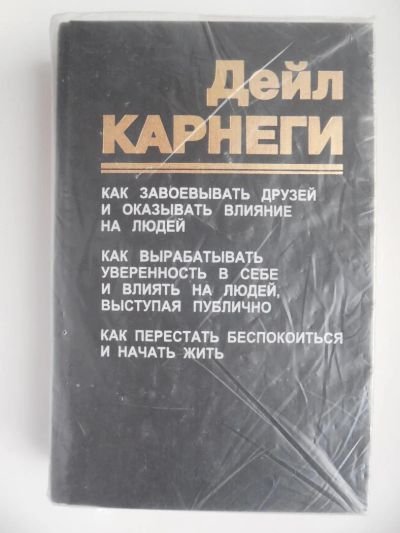 Дейл
КАРНЕГИ
КАК ЗАВОЕВЫВАТЬ ДРУЗЕЙ
И ОКАЗЫВАТЬ ВЛИЯНИЕ
НА ЛЮДЕЙ
КАК ВЫРАБАТЫВАТЬ
УВЕРЕННОСТЬ В СЕБЕ
И ВЛИЯТЬ НА ЛЮДЕЙ,
ВЫСТУПАЯ ПУБЛИЧНО
КАК ПЕРЕСТАТЬ БЕСПОКОИТЬСЯ
И НАЧАТЬ ЖИТЬ